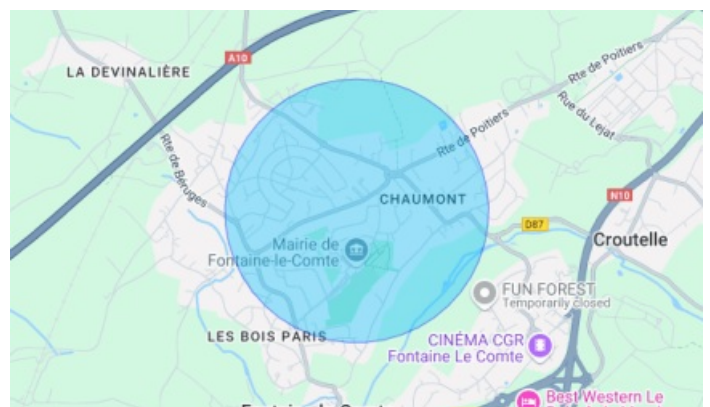 A10
LA DEVINALIÈRE
Rte de Poitiers
Rue du Lejat
Rte de Poitiers
Rte de Béruges
CHAUMONT
N10
D87
Croutelle
Mairie de
Fontaine-le-Comte
FUN FOREST
Temporarily closed
LES BOIS PARIS
CINÉMA CGR
Fontaine Le Comte
Best Western Le